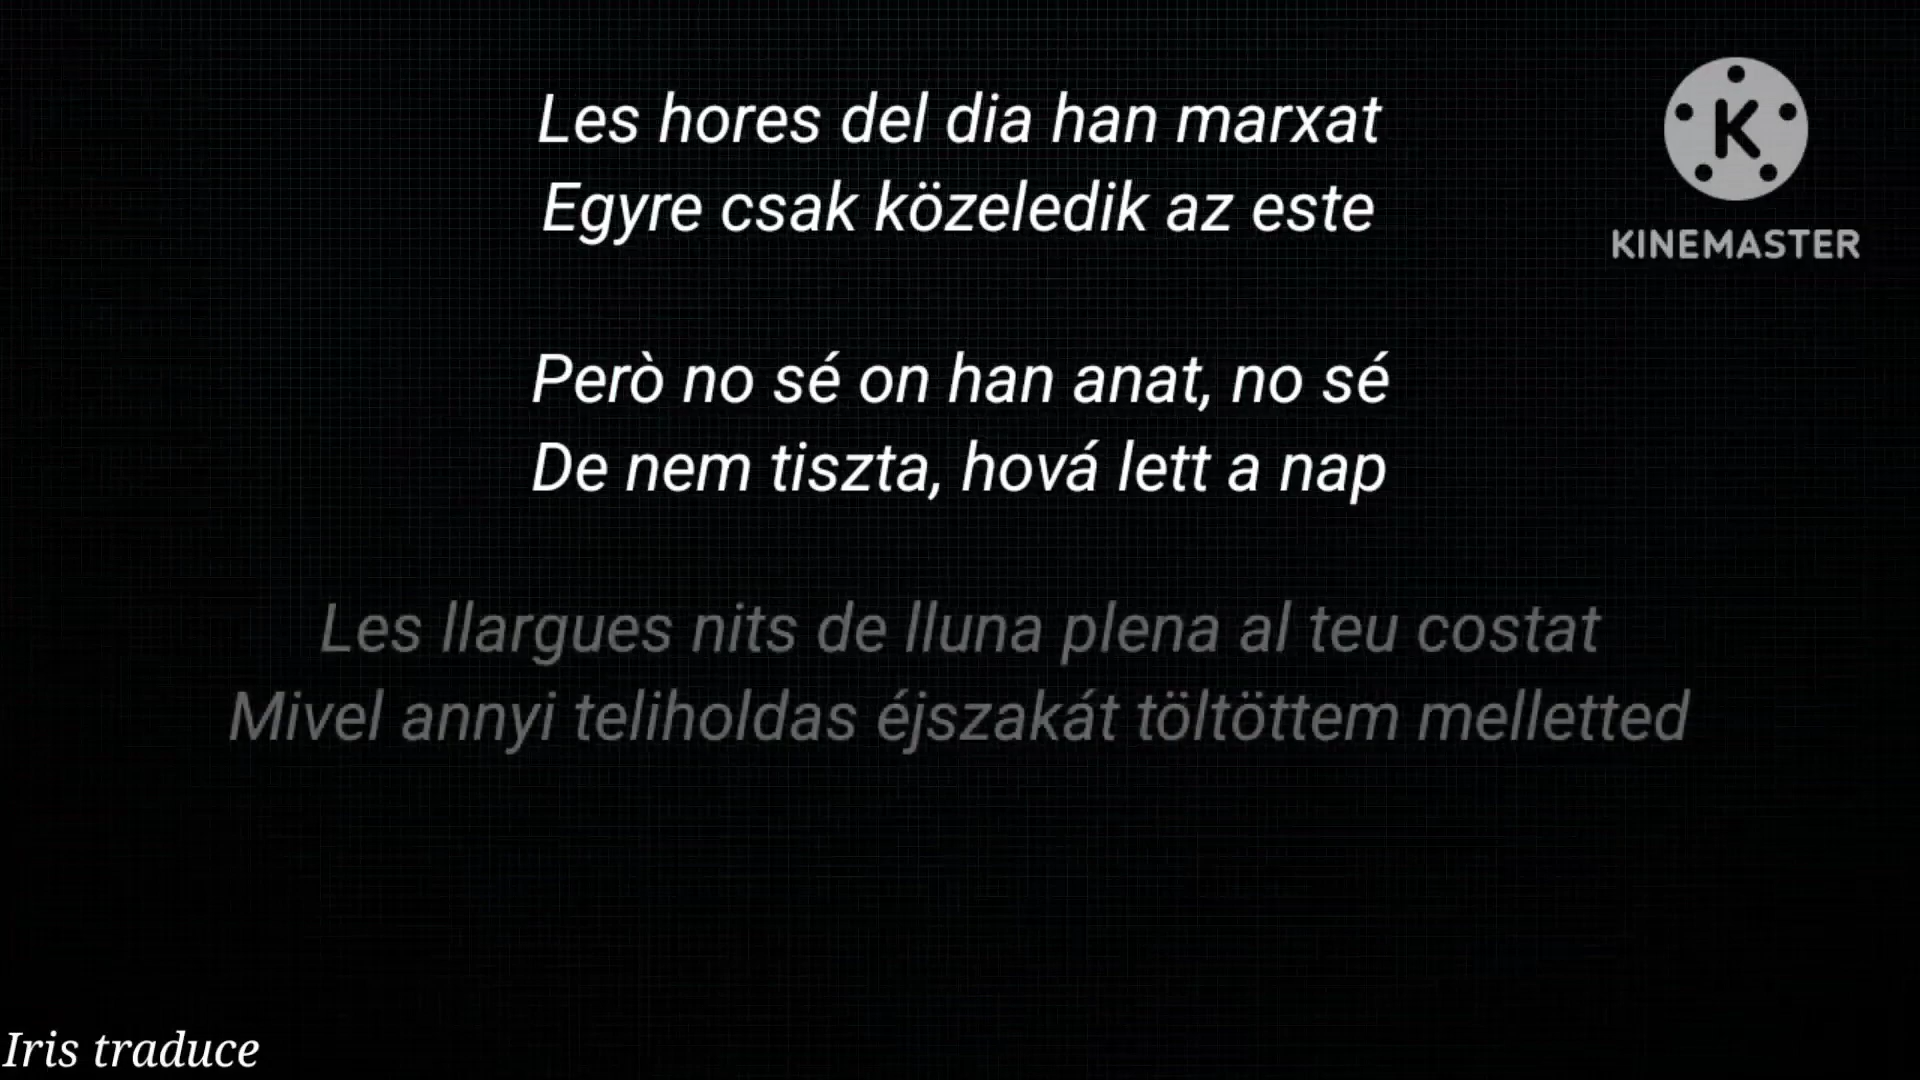 Les hores del dia han marxat
Egyre csak közeledik az este
Però no sé on han anat, no sé
De nem tiszta, hová lett a nap
Les llargues nits de lluna plena al teu costat
Mivel annyi teliholdas éjszakát töltöttem melletted
K
KINEMASTER
Iris traduce